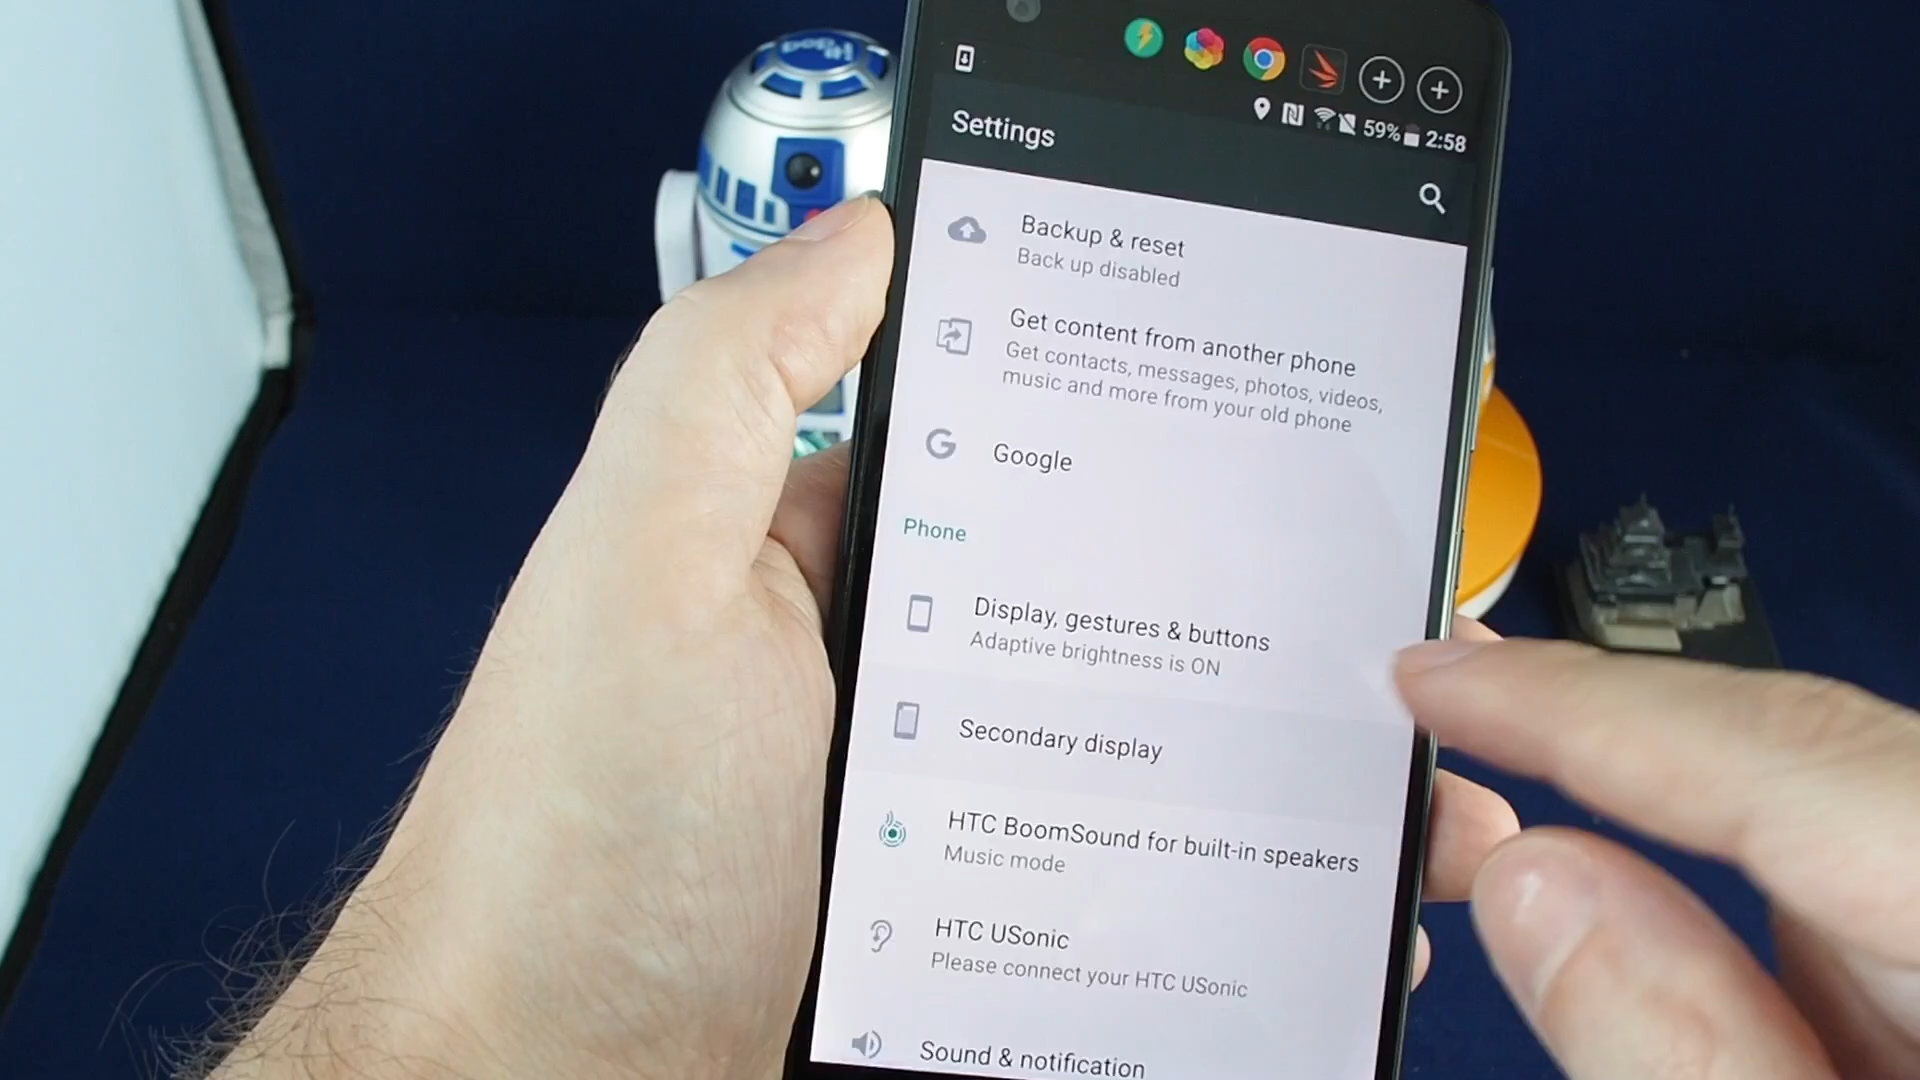 59% 2:58
Settings
Backup & reset
Back up disabled
Get content from another phone
Get contacts, messages, photos, videos,
music and more from your old phone
Google
Phone
Display, gestures & buttons
Adaptive brightness is ON
Secondary display
HTC BoomSound for built-in speakers
Music mode
HTC USonic
Please connect your HTC USonic
Sound & notification